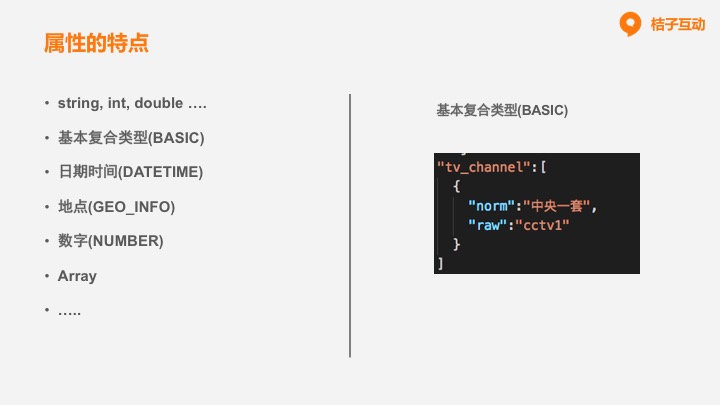 桔子互动
属性的特点
• string, int, double ….
• 基本复合类型(BASIC)
• 日期时间(DATETIME)
• 地点(GEO_INFO)
• 数字(NUMBER)
• Array
• …..
基本复合类型(BASIC)
"tv_channel":[
{
"norm":"中央一套",
"raw":"cctv1"
}
]